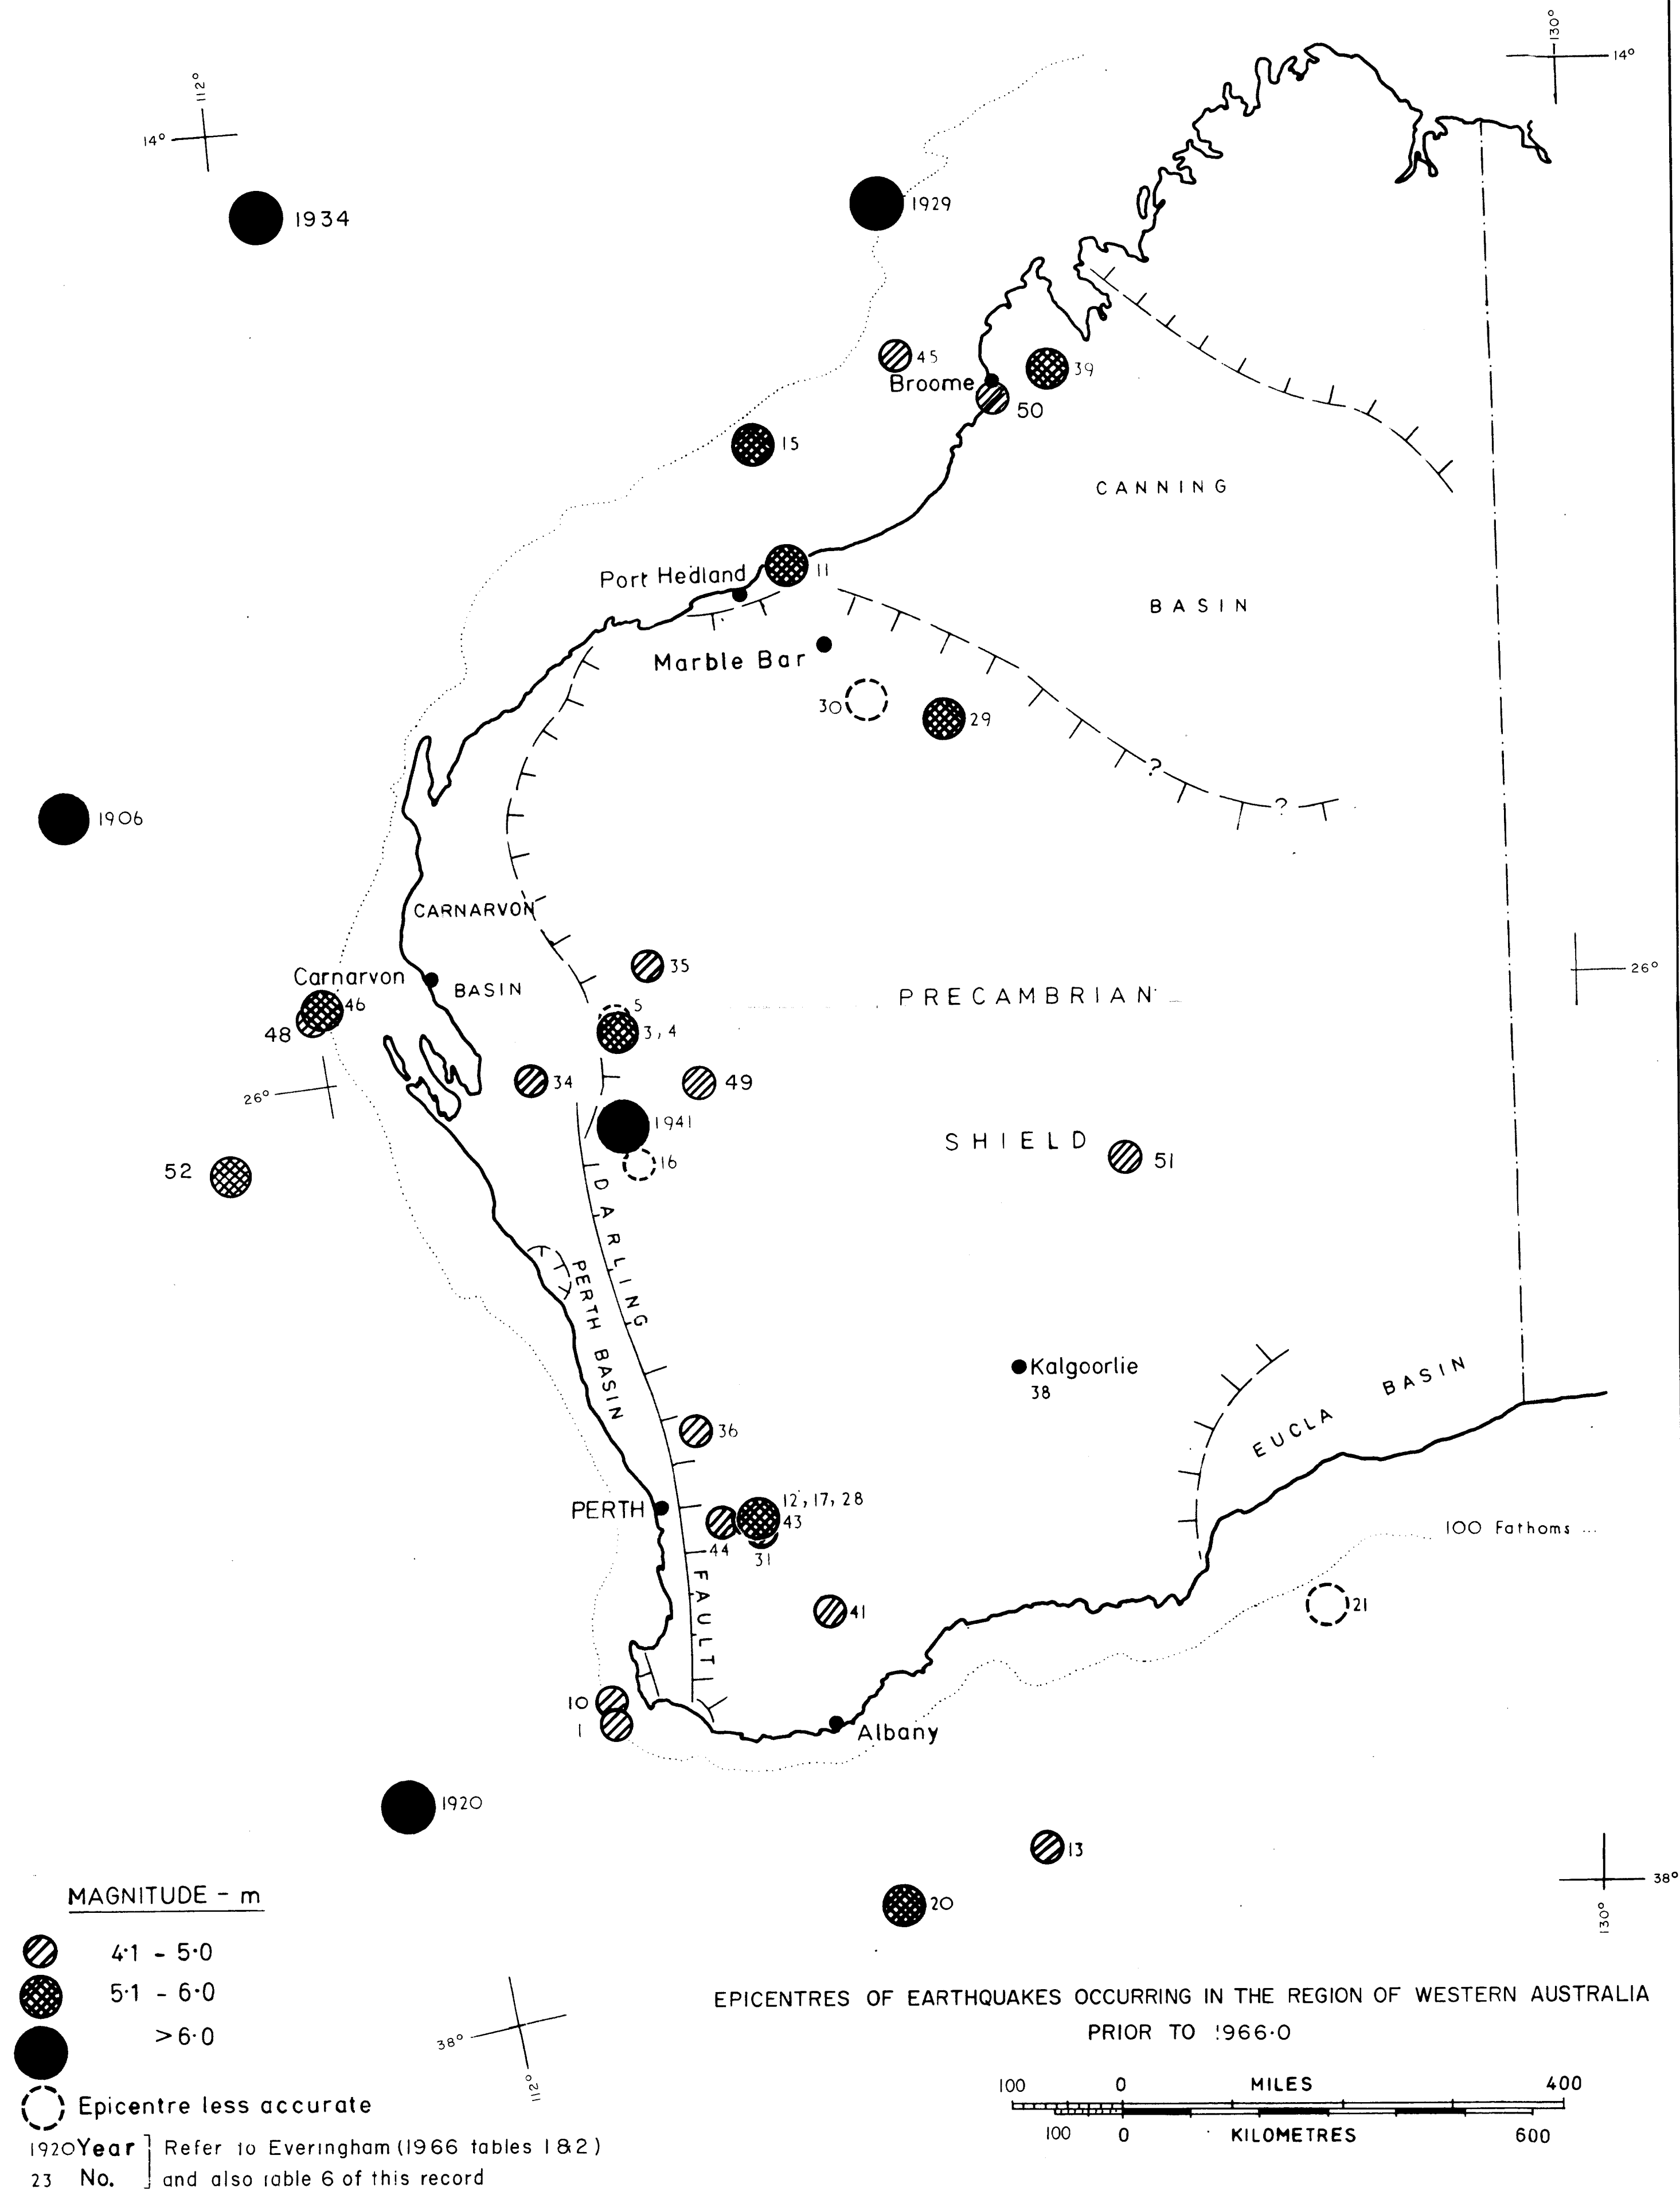 130°
14°
112°
14°
1934
1929
45
Broome
39
50
15
CANNING
Port Hedland
11
BASIN
Marble Bar
30
29
?
?
1906
CARNARVON
35
26°
Carnarvon
BASIN
46
5
PRECAMBRIAN
48
3, 4
34
49
26°
1941
SHIELD
51
16
52
DARLING
PERTH BASIN
Kalgoorlie
38
EUCLA BASIN
36
PERTH
12, 17, 28
43
44
31
100 Fathoms
FAULT
41
21
10
1
Albany
1920
13
20
38°
130°
MAGNITUDE - m
4·1 - 5·0
5·1 - 6·0
>6·0
38°
112°
EPICENTRES OF EARTHQUAKES OCCURRING IN THE REGION OF WESTERN AUSTRALIA
PRIOR TO 1966·0
100 0 MILES 400
100 0 KILOMETRES 600
Epicentre less accurate
1920 Year Refer to Everingham (1966 tables 1 & 2)
23 No. and also table 6 of this record